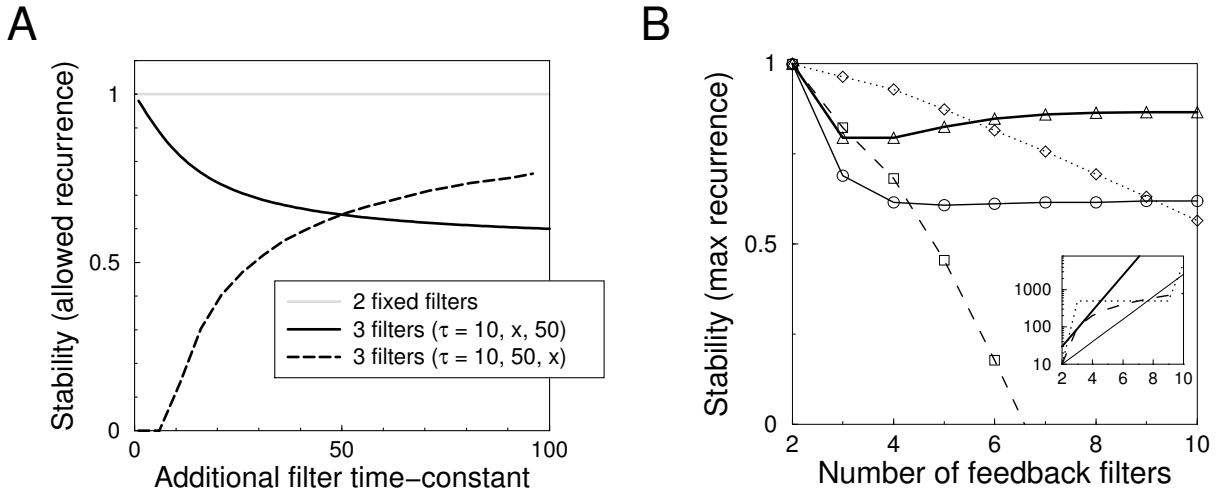 A
Stability (allowed recurrence)
1
0.5
0
0
50
100
Additional filter time−constant
2 fixed filters
3 filters (τ = 10, x, 50)
3 filters (τ = 10, 50, x)
B
Stability (max recurrence)
1
0.5
0
2
4
6
8
10
Number of feedback filters
1000
100
10
2
4
6
8
10